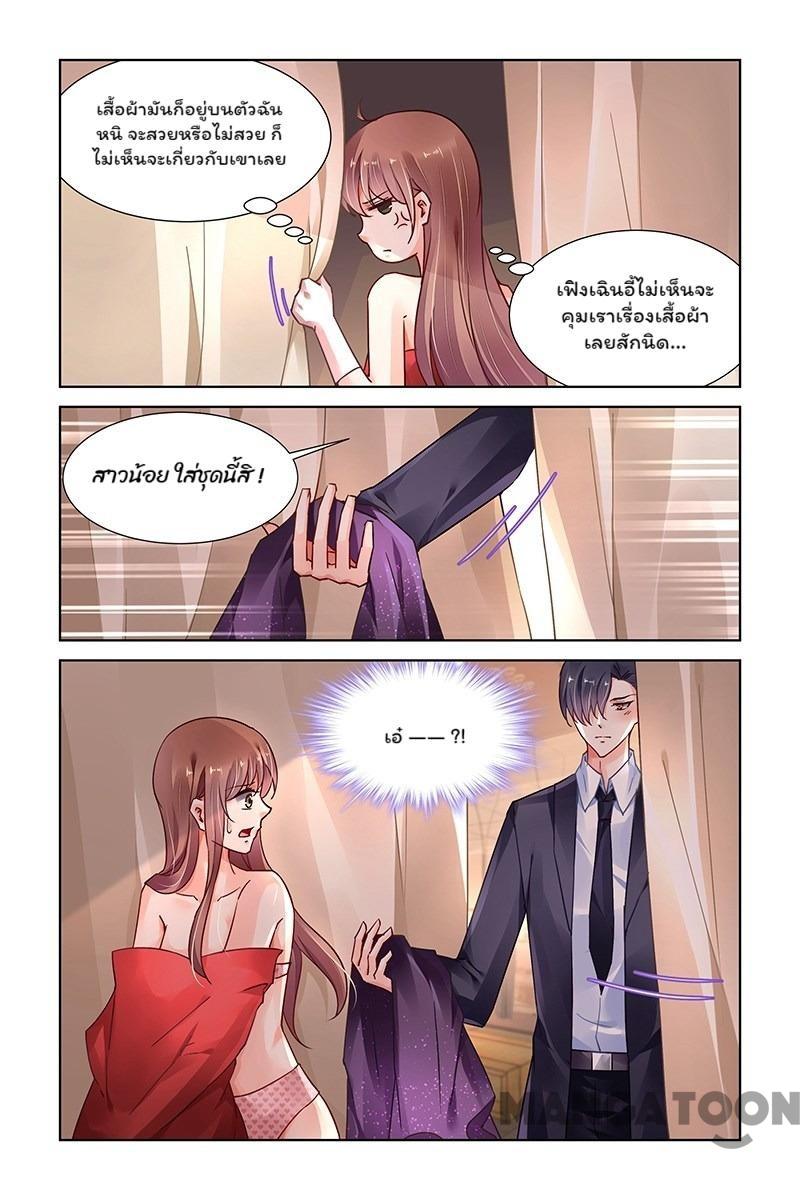 เสื้อผ้ามันก็อยู่บนตัวฉัน
หนิ จะสวยหรือไม่สวย ก็
ไม่เห็นจะเกี่ยวกับเขาเลย
เฟิงเฉินอี้ไม่เห็นจะ
คุมเราเรื่องเสื้อผ้า
เลยสักนิด...
สาวน้อย ใส่ชุดนี้สิ !
เอ๋ —— ?!
MANGATOON